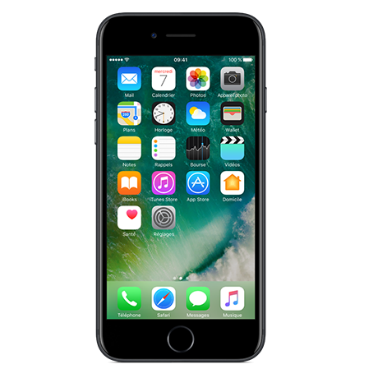 09:41 100 %
mercredi
7
Mail Calendrier Photos Appareil photo
Plans Horloge Météo Wallet
Notes Rappels Bourse Vidéos
iBooks iTunes Store App Store Domicile
Santé Réglages
Téléphone Safari Messages Musique